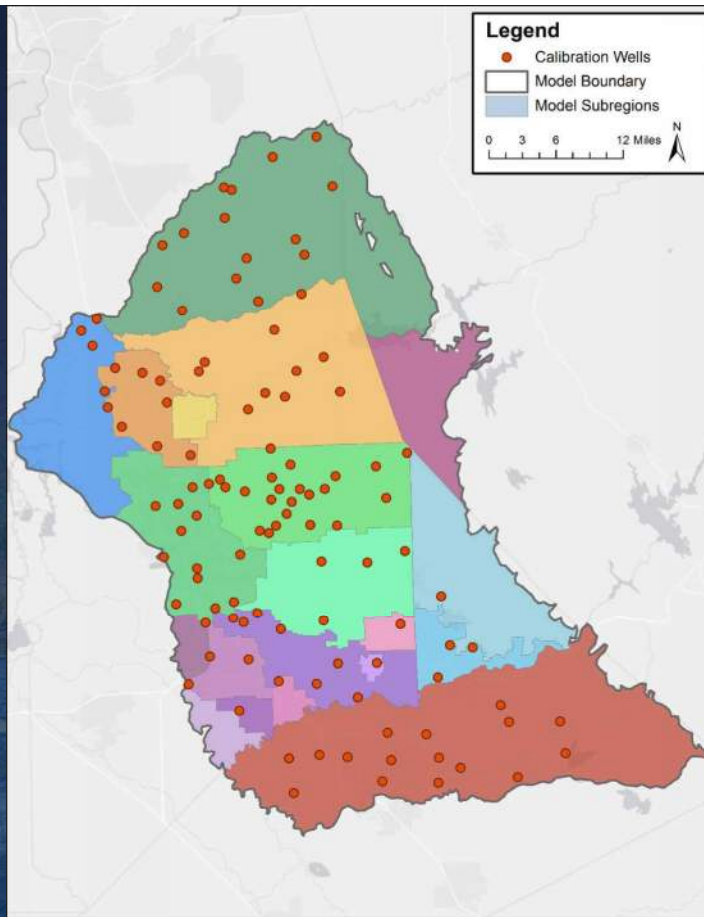 Legend
Calibration Wells
Model Boundary
Model Subregions
0 3 6 12 Miles
N